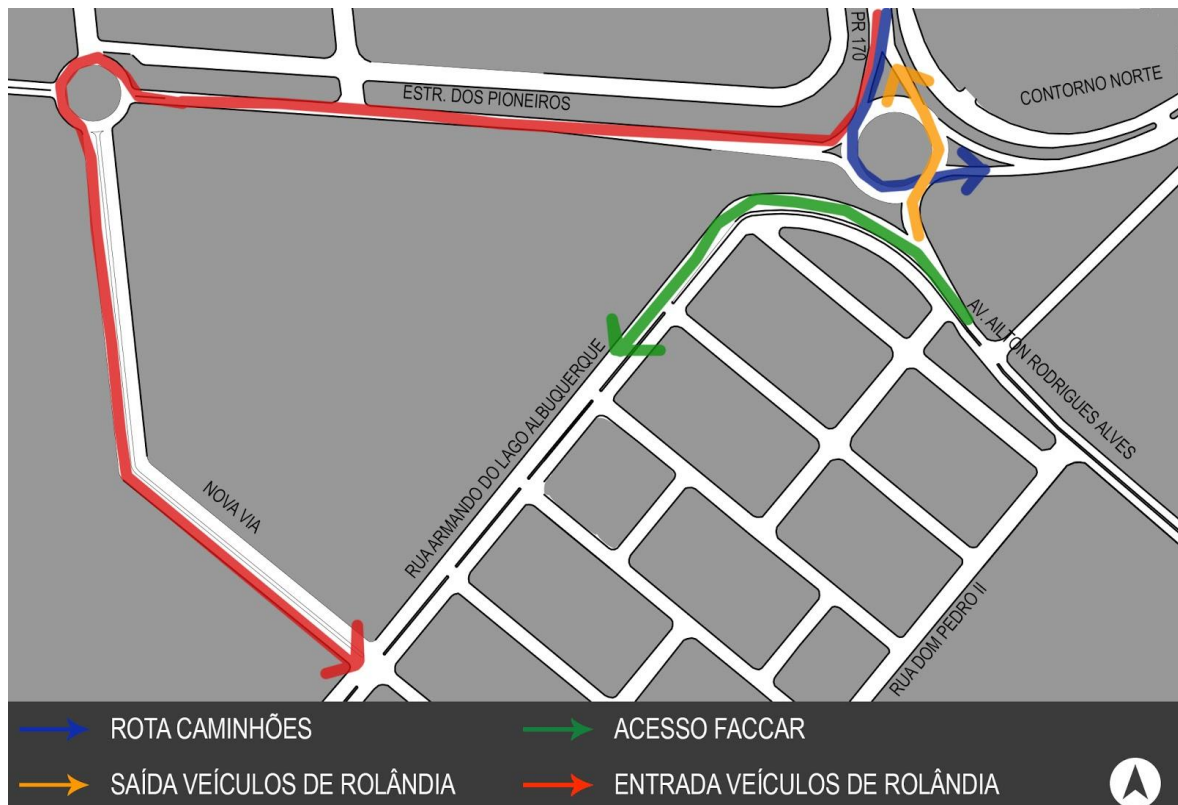 PR 170
CONTORNO NORTE
ESTR. DOS PIONEIROS
AV. AILTON RODRIGUES ALVES
RUA ARMANDO DO LAGO ALBUQUERQUE
NOVA VIA
RUA DOM PEDRO II
ROTA CAMINHÕES
ACESSO FACCAR
SAÍDA VEÍCULOS DE ROLÂNDIA
ENTRADA VEÍCULOS DE ROLÂNDIA